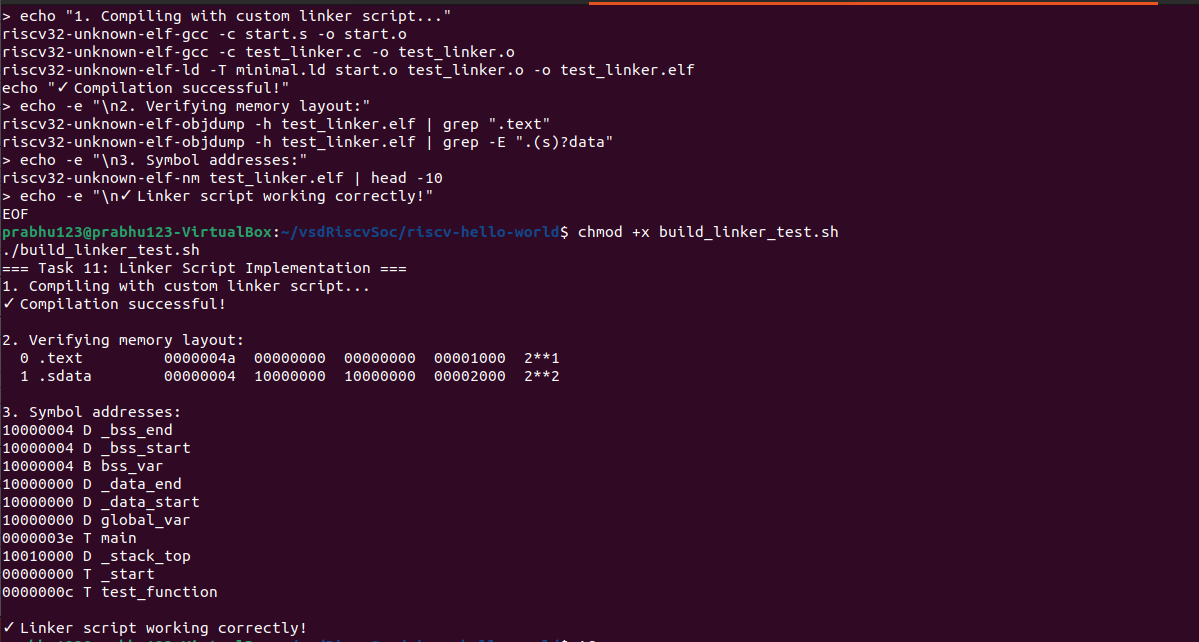 > echo "1. Compiling with custom linker script..."
riscv32-unknown-elf-gcc -c start.s -o start.o
riscv32-unknown-elf-gcc -c test_linker.c -o test_linker.o
riscv32-unknown-elf-ld -T minimal.ld start.o test_linker.o -o test_linker.elf
echo "✓ Compilation successful!"
> echo -e "\n2. Verifying memory layout:"
riscv32-unknown-elf-objdump -h test_linker.elf | grep ".text"
riscv32-unknown-elf-objdump -h test_linker.elf | grep -E ".(s)?data"
> echo -e "\n3. Symbol addresses:"
riscv32-unknown-elf-nm test_linker.elf | head -10
> echo -e "\n✓ Linker script working correctly!"
EOF
prabhu123@prabhu123-VirtualBox:~/vsdRiscvSoc/riscv-hello-world$ chmod +x build_linker_test.sh
./build_linker_test.sh
=== Task 11: Linker Script Implementation ===
1. Compiling with custom linker script...
✓ Compilation successful!
2. Verifying memory layout:
  0 .text         0000004a  00000000  00000000  00001000  2**1
  1 .sdata        00000004  10000000  10000000  00002000  2**2
3. Symbol addresses:
10000004 D _bss_end
10000004 D _bss_start
10000004 B bss_var
10000000 D _data_end
10000000 D _data_start
10000000 D global_var
0000003e T main
10010000 D _stack_top
00000000 T _start
0000000c T test_function
✓ Linker script working correctly!